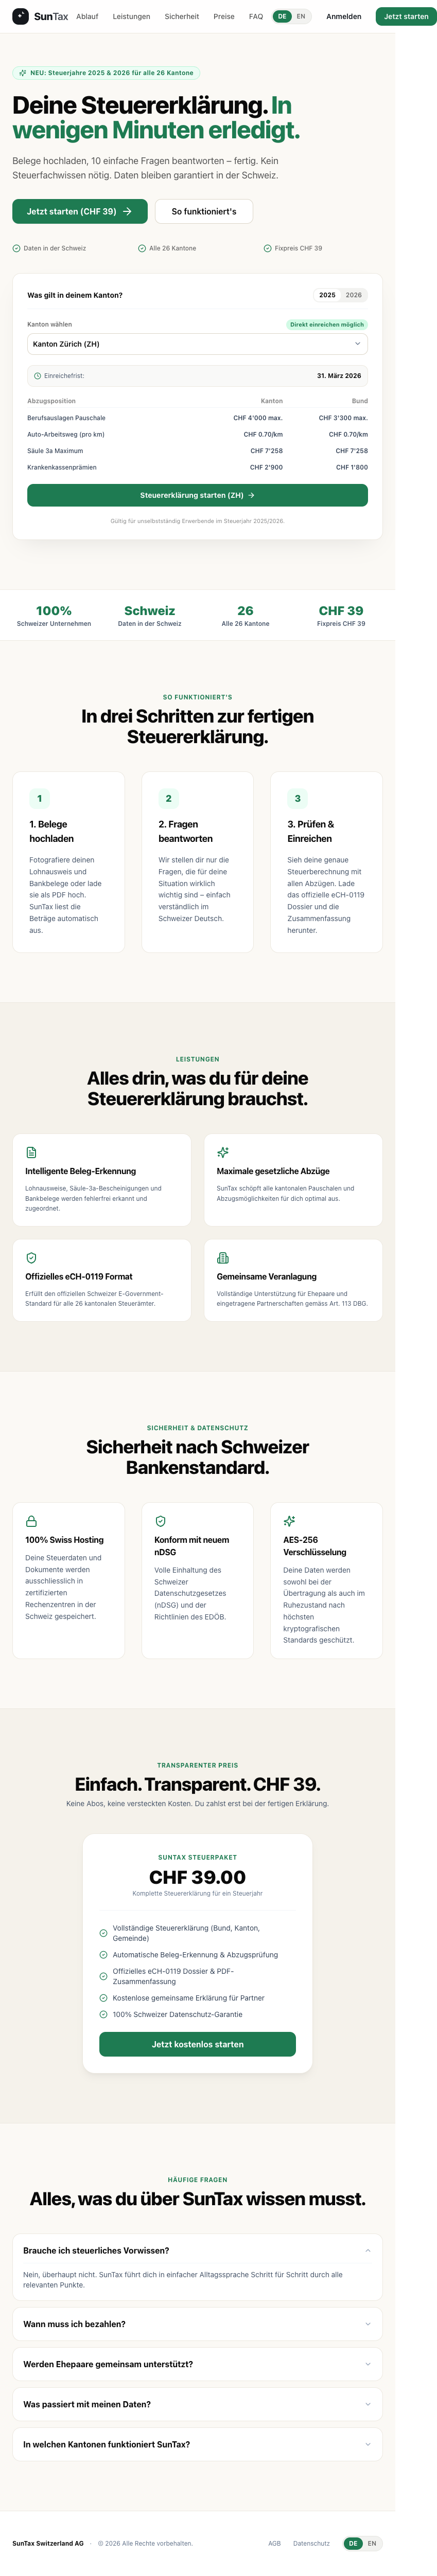 SunTax Ablauf Leistungen Sicherheit Preise FAQ DE EN Anmelden Jetzt starten
NEU: Steuerjahre 2025 & 2026 für alle 26 Kantone
Deine Steuererklärung. In
wenigen Minuten erledigt.
Belege hochladen, 10 einfache Fragen beantworten – fertig. Kein
Steuerfachwissen nötig. Daten bleiben garantiert in der Schweiz.
Jetzt starten (CHF 39) So funktioniert's
Daten in der Schweiz Alle 26 Kantone Fixpreis CHF 39
Was gilt in deinem Kanton? 2025 2026
Kanton wählen Direkt einreichen möglich
Kanton Zürich (ZH)
Einreichefrist: 31. März 2026
Abzugsposition Kanton Bund
Berufsauslagen Pauschale CHF 4'000 max. CHF 3'300 max.
Auto-Arbeitsweg (pro km) CHF 0.70/km CHF 0.70/km
Säule 3a Maximum CHF 7'258 CHF 7'258
Krankenkassenprämien CHF 2'900 CHF 1'800
Steuererklärung starten (ZH)
Gültig für unselbstständig Erwerbende im Steuerjahr 2025/2026.
100% Schweiz 26 CHF 39
Schweizer Unternehmen Daten in der Schweiz Alle 26 Kantone Fixpreis CHF 39
SO FUNKTIONIERT'S
In drei Schritten zur fertigen
Steuererklärung.
1
1. Belege
hochladen
Fotografiere deinen
Lohnausweis und
Bankbelege oder lade
sie als PDF hoch.
SunTax liest die
Beträge automatisch
aus.
2
2. Fragen
beantworten
Wir stellen dir nur die
Fragen, die für deine
Situation wirklich
wichtig sind – einfach
verständlich im
Schweizer Deutsch.
3
3. Prüfen &
Einreichen
Sieh deine genaue
Steuerberechnung mit
allen Abzügen. Lade
das offizielle eCH-0119
Dossier und die
Zusammenfassung
herunter.
LEISTUNGEN
Alles drin, was du für deine
Steuererklärung brauchst.
Intelligente Beleg-Erkennung
Lohnausweise, Säule-3a-Bescheinigungen und
Bankbelege werden fehlerfrei erkannt und
zugeordnet.
Maximale gesetzliche Abzüge
SunTax schöpft alle kantonalen Pauschalen und
Abzugsmöglichkeiten für dich optimal aus.
Offizielles eCH-0119 Format
Erfüllt den offiziellen Schweizer E-Government-
Standard für alle 26 kantonalen Steuerämter.
Gemeinsame Veranlagung
Vollständige Unterstützung für Ehepaare und
eingetragene Partnerschaften gemäss Art. 113 DBG.
SICHERHEIT & DATENSCHUTZ
Sicherheit nach Schweizer
Bankenstandard.
100% Swiss Hosting
Deine Steuerdaten und
Dokumente werden
ausschliesslich in
zertifizierten
Rechenzentren in der
Schweiz gespeichert.
Konform mit neuem
nDSG
Volle Einhaltung des
Schweizer
Datenschutzgesetzes
(nDSG) und der
Richtlinien des EDÖB.
AES-256
Verschlüsselung
Deine Daten werden
sowohl bei der
Übertragung als auch im
Ruhezustand nach
höchsten
kryptografischen
Standards geschützt.
TRANSPARENTER PREIS
Einfach. Transparent. CHF 39.
Keine Abos, keine versteckten Kosten. Du zahlst erst bei der fertigen Erklärung.
SUNTAX STEUERPAKET
CHF 39.00
Komplette Steuererklärung für ein Steuerjahr
Vollständige Steuererklärung (Bund, Kanton,
Gemeinde)
Automatische Beleg-Erkennung & Abzugsprüfung
Offizielles eCH-0119 Dossier & PDF-
Zusammenfassung
Kostenlose gemeinsame Erklärung für Partner
100% Schweizer Datenschutz-Garantie
Jetzt kostenlos starten
HÄUFIGE FRAGEN
Alles, was du über SunTax wissen musst.
Brauche ich steuerliches Vorwissen?
Nein, überhaupt nicht. SunTax führt dich in einfacher Alltagssprache Schritt für Schritt durch alle
relevanten Punkte.
Wann muss ich bezahlen?
Werden Ehepaare gemeinsam unterstützt?
Was passiert mit meinen Daten?
In welchen Kantonen funktioniert SunTax?
SunTax Switzerland AG · © 2026 Alle Rechte vorbehalten. AGB Datenschutz DE EN